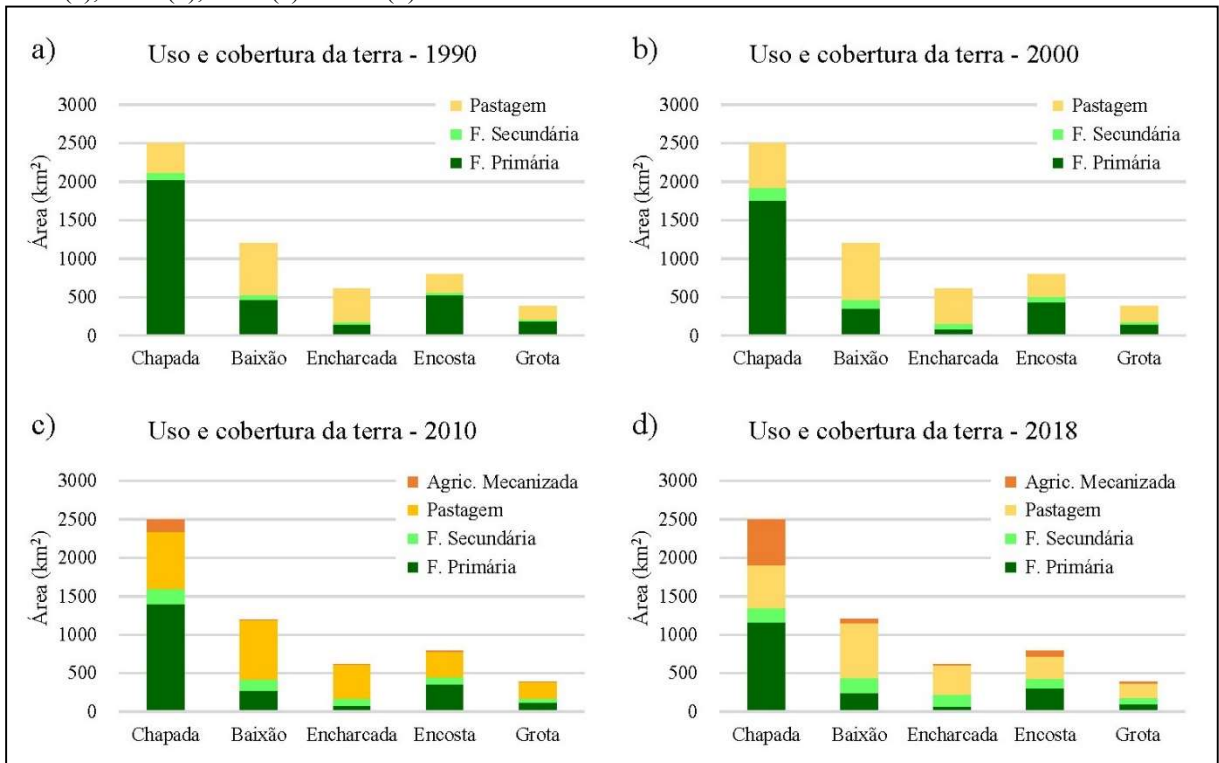 a) Uso e cobertura da terra - 1990
Área (km²)
3000
2500
2000
1500
1000
500
0
Pastagem
F. Secundária
F. Primária
Chapada Baixão Encharcada Encosta Grota
b) Uso e cobertura da terra - 2000
Área (km²)
3000
2500
2000
1500
1000
500
0
Pastagem
F. Secundária
F. Primária
Chapada Baixão Encharcada Encosta Grota
c) Uso e cobertura da terra - 2010
Área (km²)
3000
2500
2000
1500
1000
500
0
Agric. Mecanizada
Pastagem
F. Secundária
F. Primária
Chapada Baixão Encharcada Encosta Grota
d) Uso e cobertura da terra - 2018
Área (km²)
3000
2500
2000
1500
1000
500
0
Agric. Mecanizada
Pastagem
F. Secundária
F. Primária
Chapada Baixão Encharcada Encosta Grota